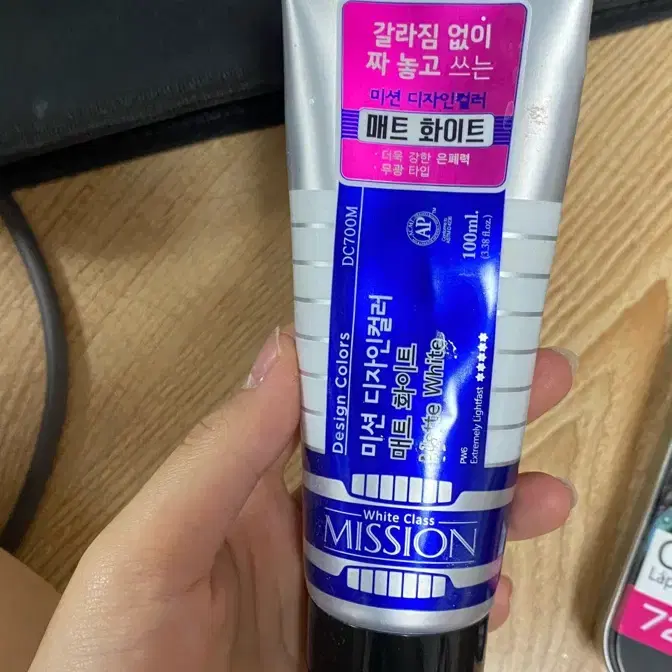 갈라짐 없이
짜 놓고 쓰는
미션 디자인컬러
매트 화이트
더욱 강한 은폐력
무광 타입
DC700M
AP
100ml.
(3.38 fl.oz.)
Design Colors
미션 디자인컬러
매트 화이트
Matte White
PW6
Extremely Lightfast ★★★★★
White Class
MISSION
72